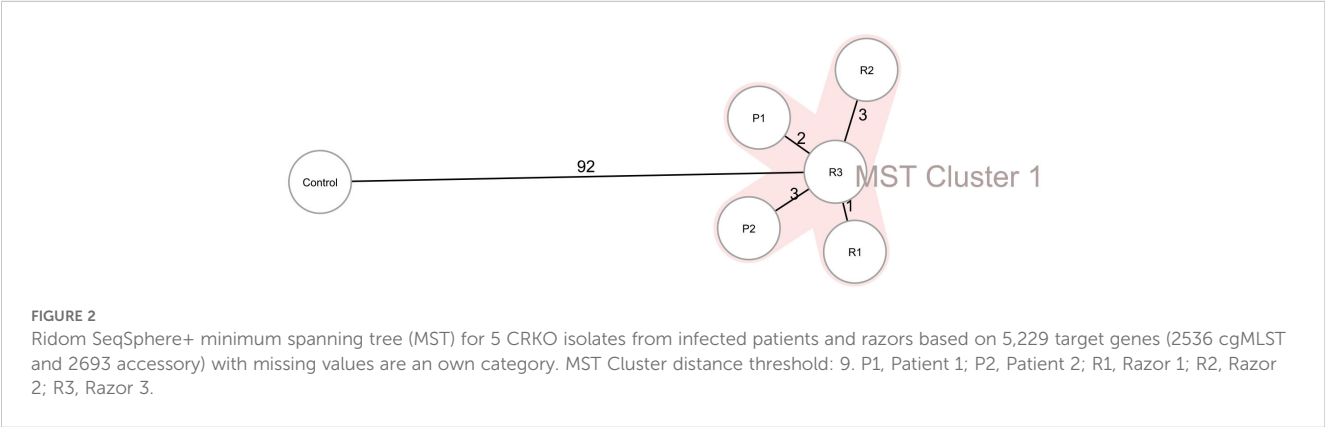 R2
P1
3
2
92
Control
R3
MST Cluster 1
3
1
P2
R1
FIGURE 2
Ridom SeqSphere+ minimum spanning tree (MST) for 5 CRKO isolates from infected patients and razors based on 5,229 target genes (2536 cgMLST
and 2693 accessory) with missing values are an own category. MST Cluster distance threshold: 9. P1, Patient 1; P2, Patient 2; R1, Razor 1; R2, Razor
2; R3, Razor 3.